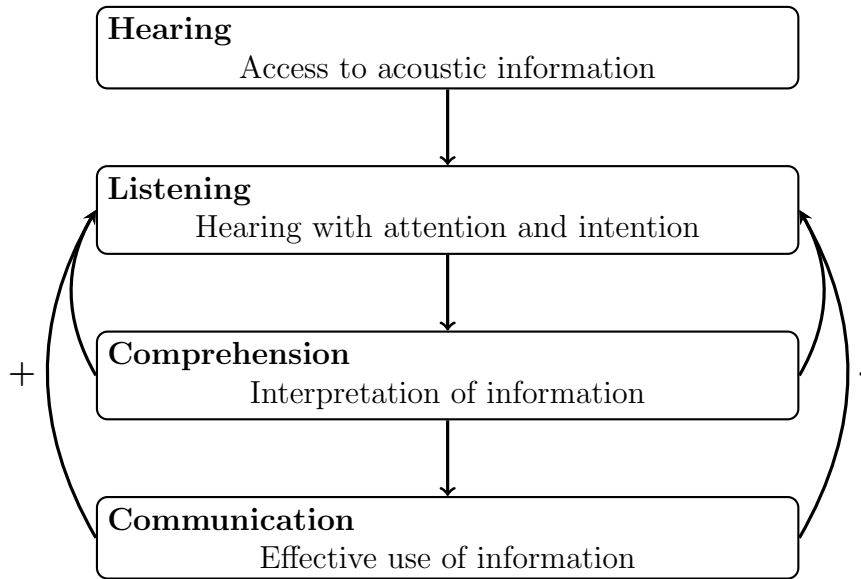 Hearing
Access to acoustic information
Listening
Hearing with attention and intention
Comprehension
Interpretation of information
+
Communication
Effective use of information